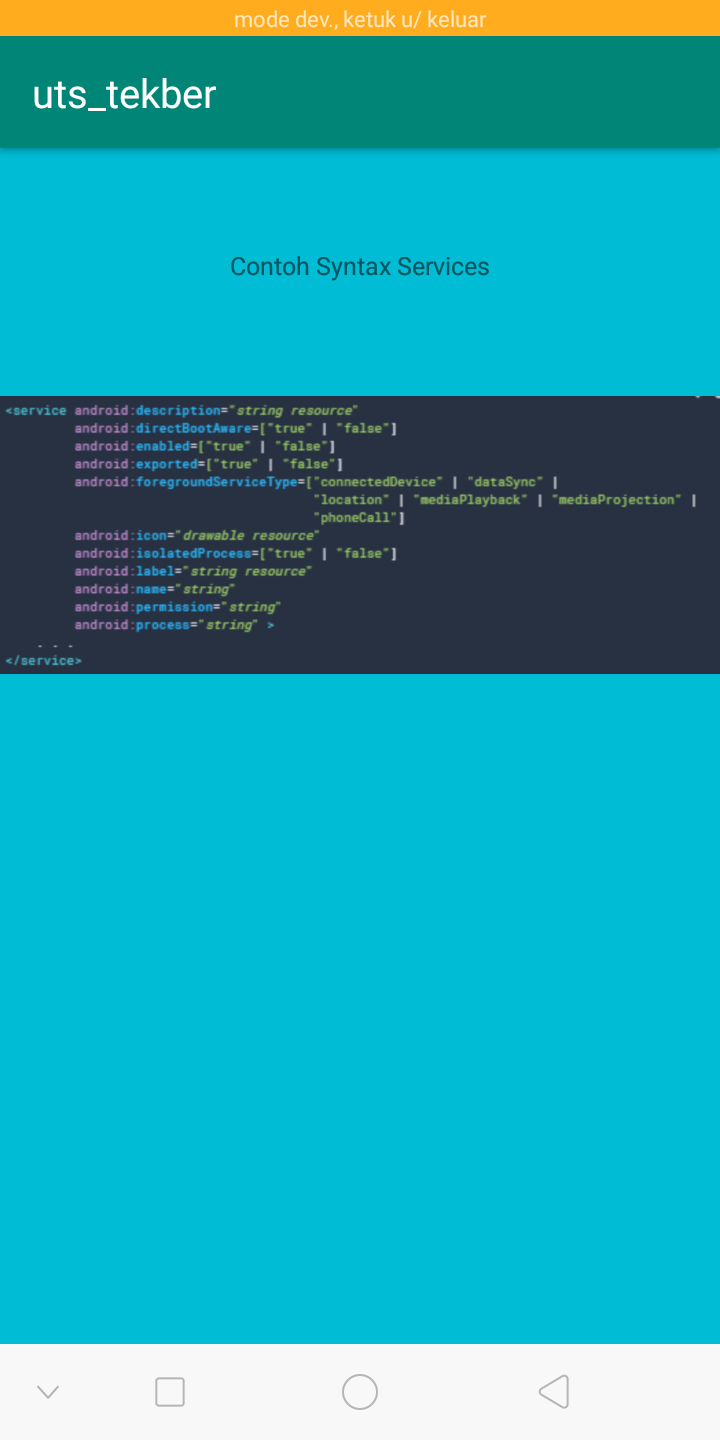 mode dev., ketuk u/ keluar
uts_tekber
Contoh Syntax Services
<service android:description="string resource"
android:directBootAware=["true" | "false"]
android:enabled=["true" | "false"]
android:exported=["true" | "false"]
android:foregroundServiceType=["connectedDevice" | "dataSync" |
"location" | "mediaPlayback" | "mediaProjection" |
"phoneCall"]
android:icon="drawable resource"
android:isolatedProcess=["true" | "false"]
android:label="string resource"
android:name="string"
android:permission="string"
android:process="string" >
. . .
</service>